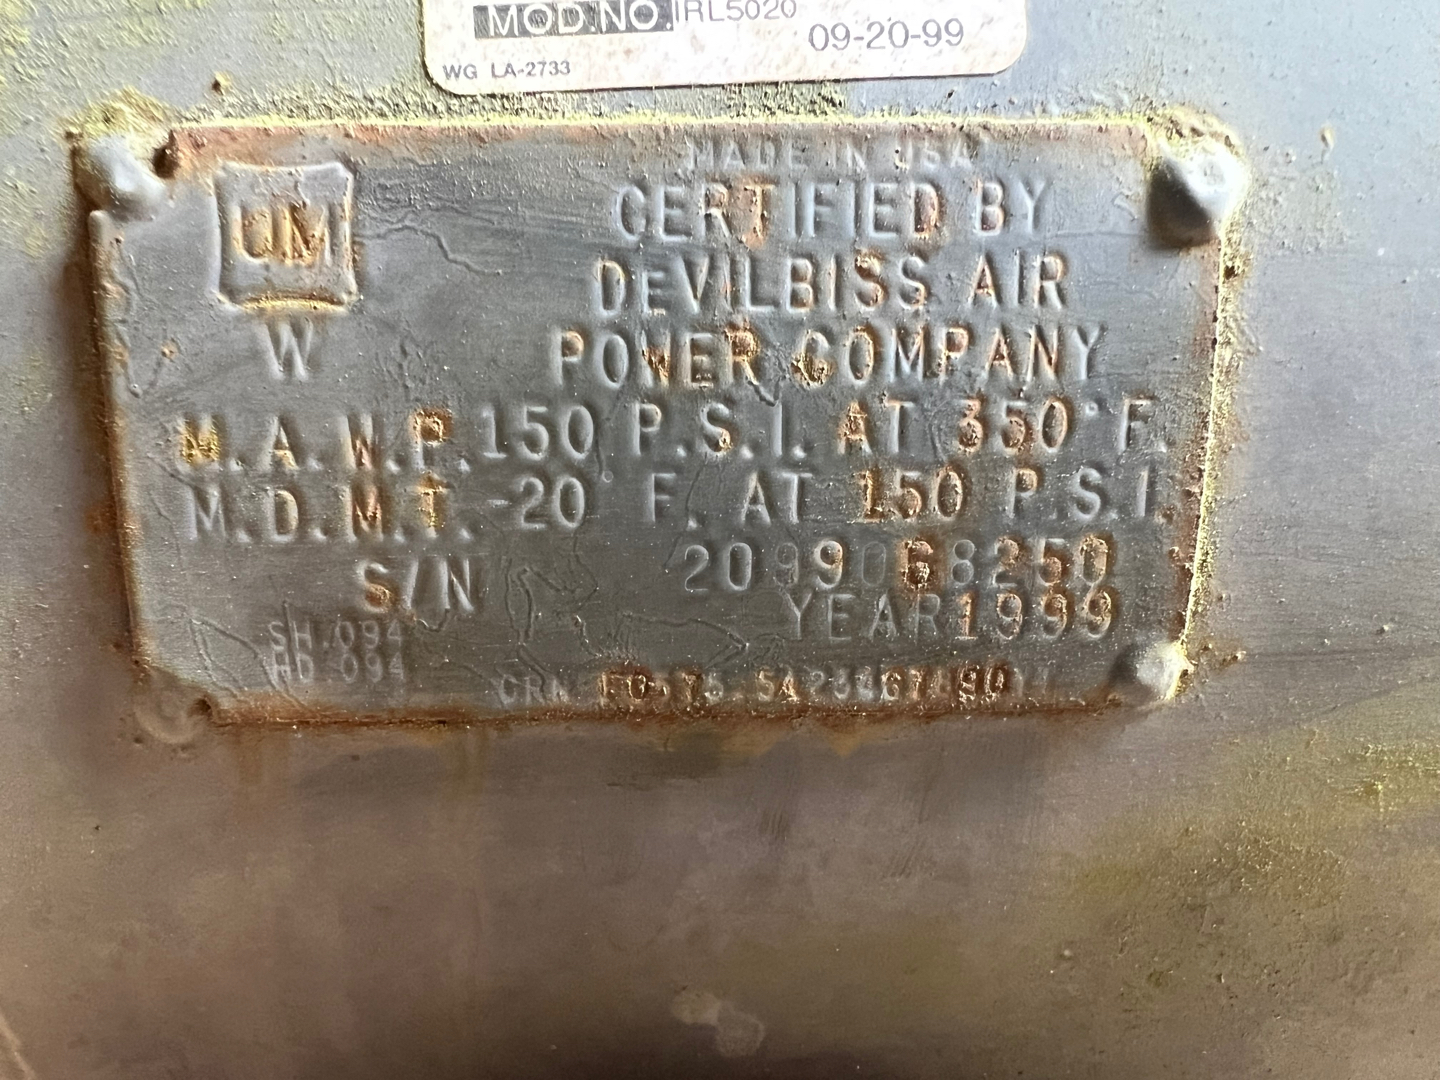 MOD.NO. IRL5020
09-20-99
WG LA-2733
MADE IN USA
UM
CERTIFIED BY
DEVILBISS AIR
W
POWER COMPANY
M.A.W.P. 150 P.S.I. AT 350° F.
M.D.M.T. -20° F. AT 150 P.S.I.
S/N 2099068250
YEAR 1999
SH .094
HD .094
CRN